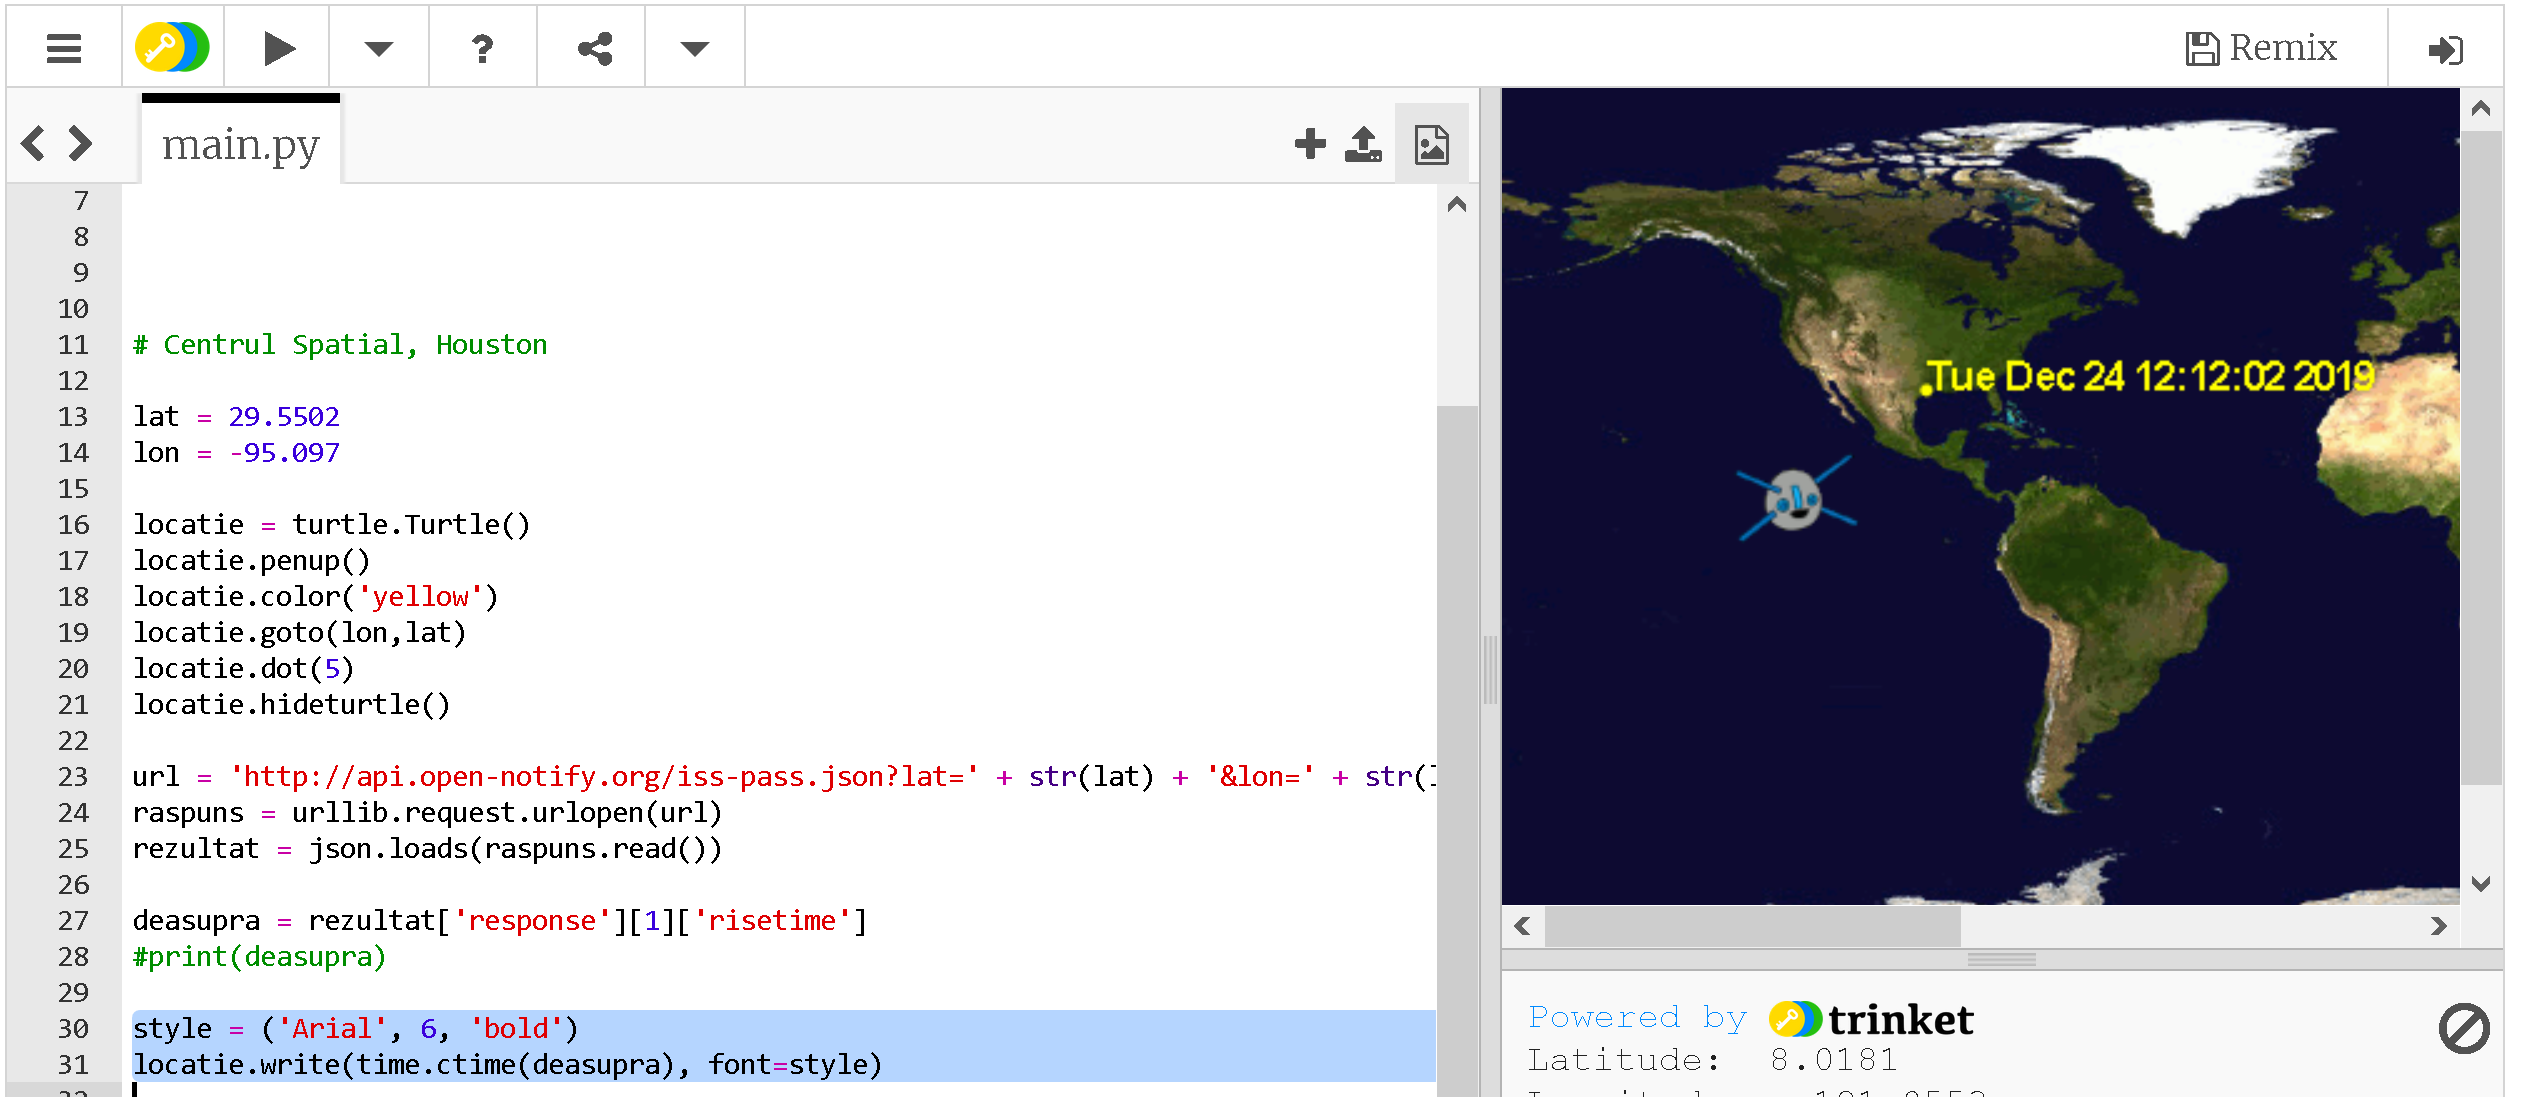 ? Remix
main.py
7
8
9
10
11 # Centrul Spatial, Houston
12
13 lat = 29.5502
14 lon = -95.097
15
16 locatie = turtle.Turtle()
17 locatie.penup()
18 locatie.color('yellow')
19 locatie.goto(lon,lat)
20 locatie.dot(5)
21 locatie.hideturtle()
22
23 url = 'http://api.open-notify.org/iss-pass.json?lat=' + str(lat) + '&lon=' + str(
24 raspuns = urllib.request.urlopen(url)
25 rezultat = json.loads(raspuns.read())
26
27 deasupra = rezultat['response'][1]['risetime']
28 #print(deasupra)
29
30 style = ('Arial', 6, 'bold')
31 locatie.write(time.ctime(deasupra), font=style)
Tue Dec 24 12:12:02 2019
Powered by trinket
Latitude: 8.0181